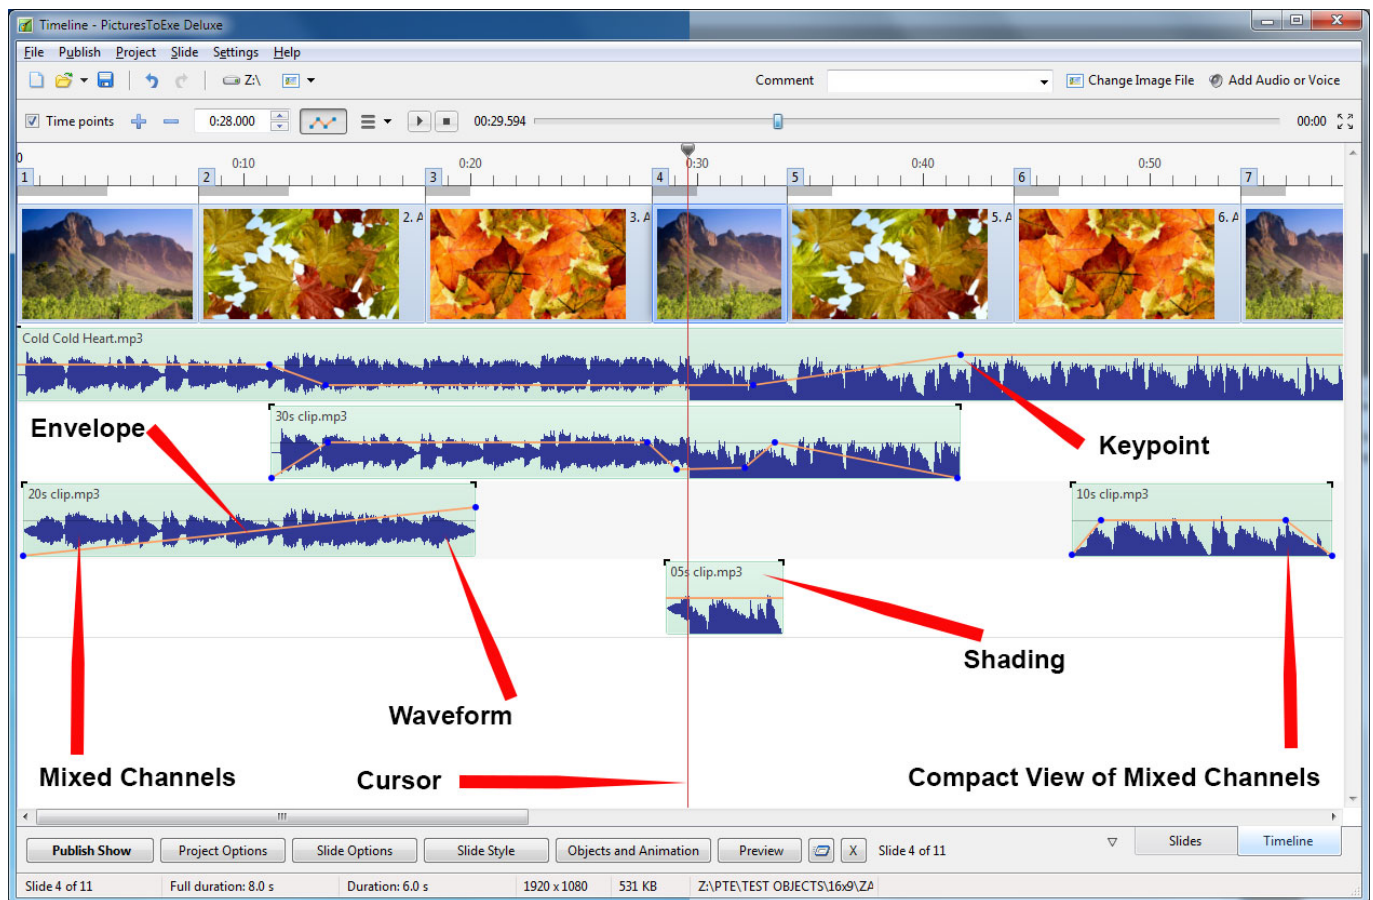 Timeline - PicturesToExe Deluxe
File Publish Project Slide Settings Help
Z:\ Comment Change Image File Add Audio or Voice
Time points 0:28.000 00:29.594 00:00
0 0:10 0:20 0:30 0:40 0:50
1 2 3 4 5 6 7
2. A 3. A 5. A 6. A
Cold Cold Heart.mp3
30s clip.mp3
Envelope
Keypoint
20s clip.mp3 10s clip.mp3
05s clip.mp3
Shading
Waveform
Mixed Channels Cursor Compact View of Mixed Channels
Publish Show Project Options Slide Options Slide Style Objects and Animation Preview X Slide 4 of 11 Slides Timeline
Slide 4 of 11 Full duration: 8.0 s Duration: 6.0 s 1920 x 1080 531 KB Z:\PTE\TEST OBJECTS\16x9\ZA